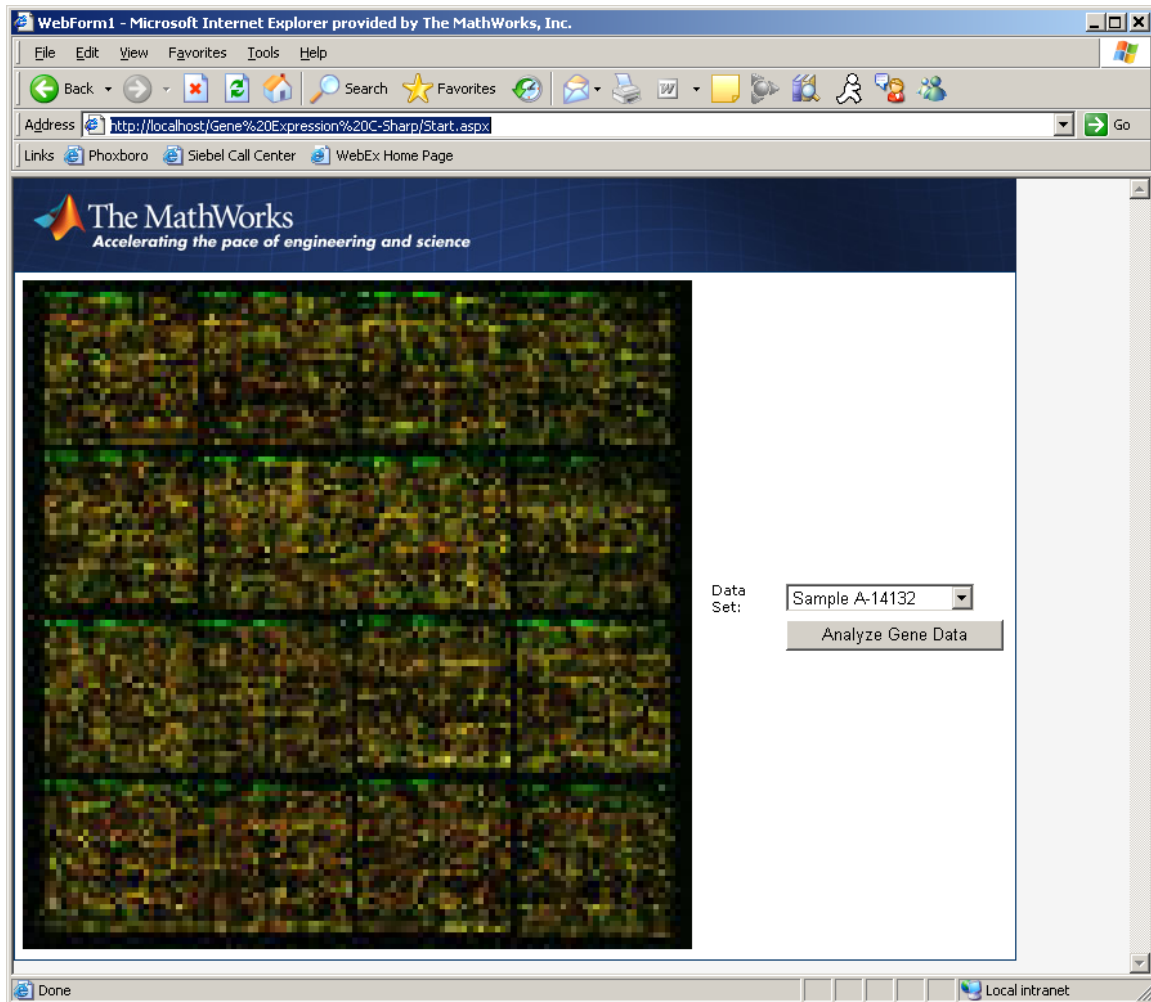 WebForm1 - Microsoft Internet Explorer provided by The MathWorks, Inc.
File Edit View Favorites Tools Help
Back Search Favorites W
Address http://localhost/Gene%20Expression%20C-Sharp/Start.aspx Go
Links Phoxboro Siebel Call Center WebEx Home Page
The MathWorks
Accelerating the pace of engineering and science
Data
Set: Sample A-14132
Analyze Gene Data
Done Local intranet